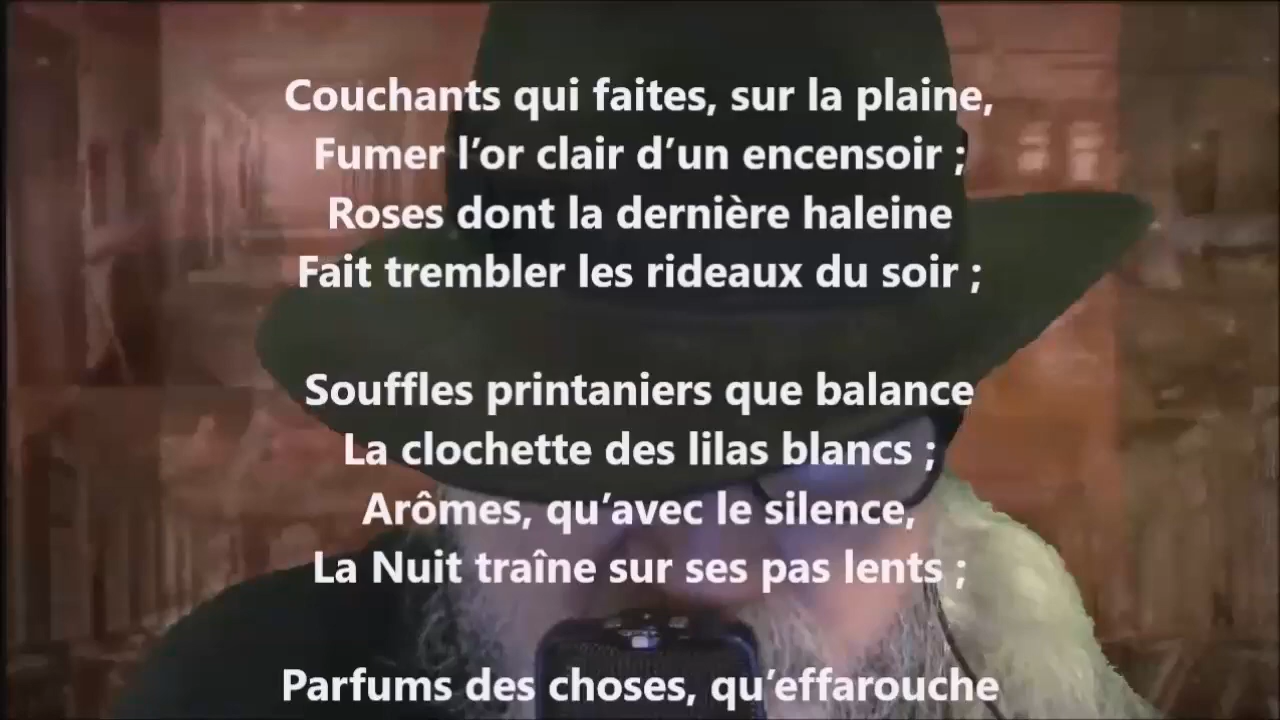 Couchants qui faites, sur la plaine,
Fumer l’or clair d’un encensoir ;
Roses dont la dernière haleine
Fait trembler les rideaux du soir ;
Souffles printaniers que balance
La clochette des lilas blancs ;
Arômes, qu’avec le silence,
La Nuit traîne sur ses pas lents ;
Parfums des choses, qu’effarouche